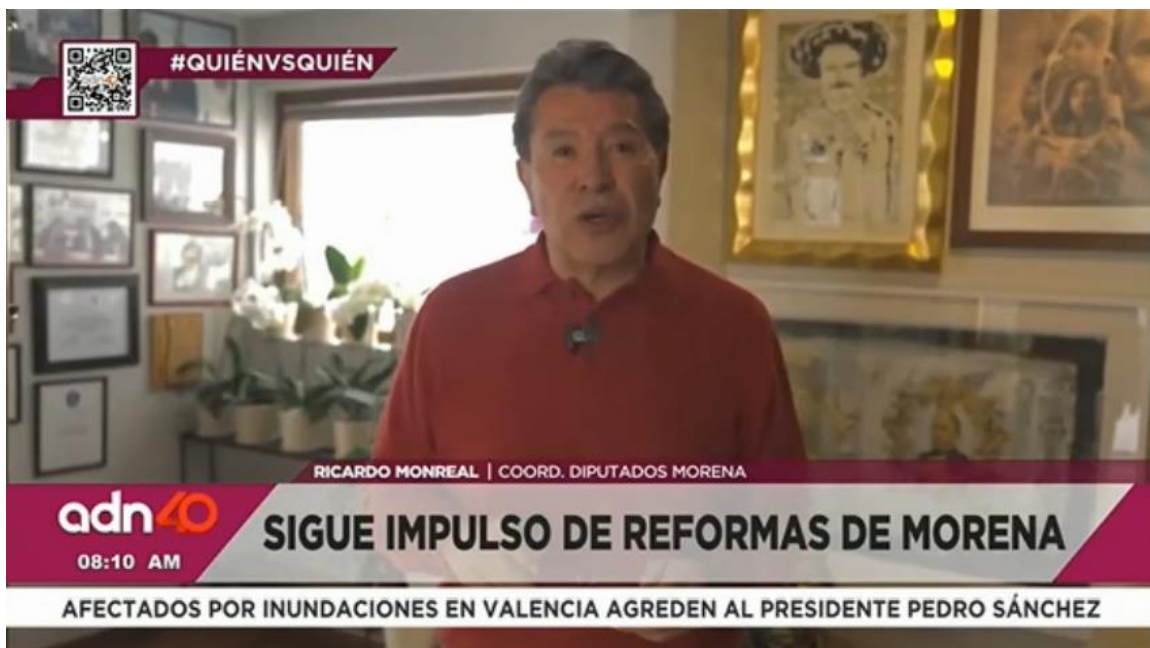 #QUIÉNVSQUIÉN
RICARDO MONREAL | COORD. DIPUTADOS MORENA
adn40
SIGUE IMPULSO DE REFORMAS DE MORENA
08:10 AM
AFECTADOS POR INUNDACIONES EN VALENCIA AGREDEN AL PRESIDENTE PEDRO SÁNCHEZ